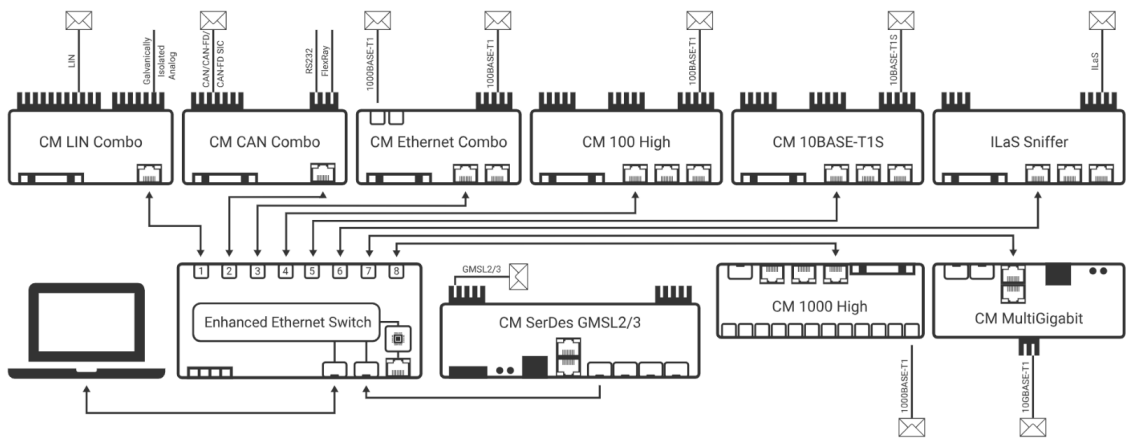 LIN
Galvanically
Isolated
Analog
CAN/CAN-FD/
CAN-FD SIC
RS232
FlexRay
1000BASE-T1
100BASE-T1
100BASE-T1
10BASE-T1S
ILaS
CM LIN Combo
CM CAN Combo
CM Ethernet Combo
CM 100 High
CM 10BASE-T1S
ILaS Sniffer
1 2 3 4 5 6 7 8
GMSL2/3
Enhanced Ethernet Switch
CM SerDes GMSL2/3
CM 1000 High
CM MultiGigabit
1000BASE-T1
10GBASE-T1